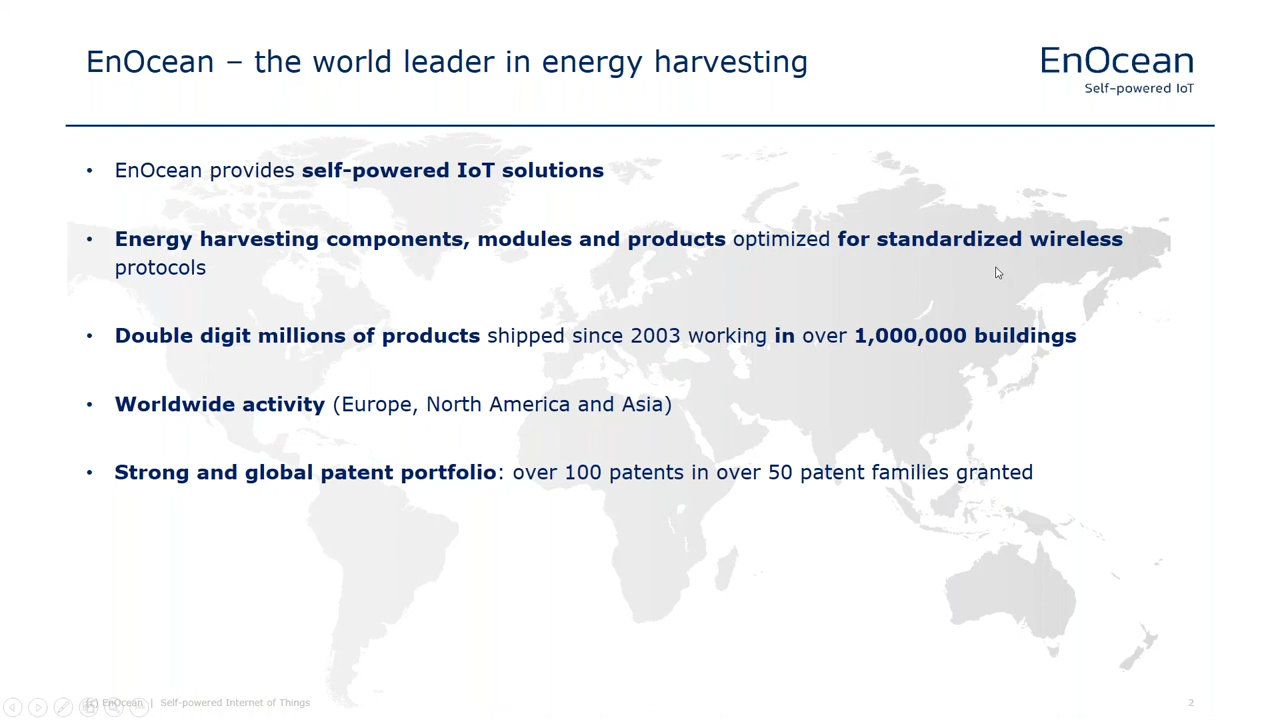 EnOcean – the world leader in energy harvesting
EnOcean
Self-powered IoT
• EnOcean provides self-powered IoT solutions
• Energy harvesting components, modules and products optimized for standardized wireless
protocols
• Double digit millions of products shipped since 2003 working in over 1,000,000 buildings
• Worldwide activity (Europe, North America and Asia)
• Strong and global patent portfolio: over 100 patents in over 50 patent families granted
(c) EnOcean | Self-powered Internet of Things
2